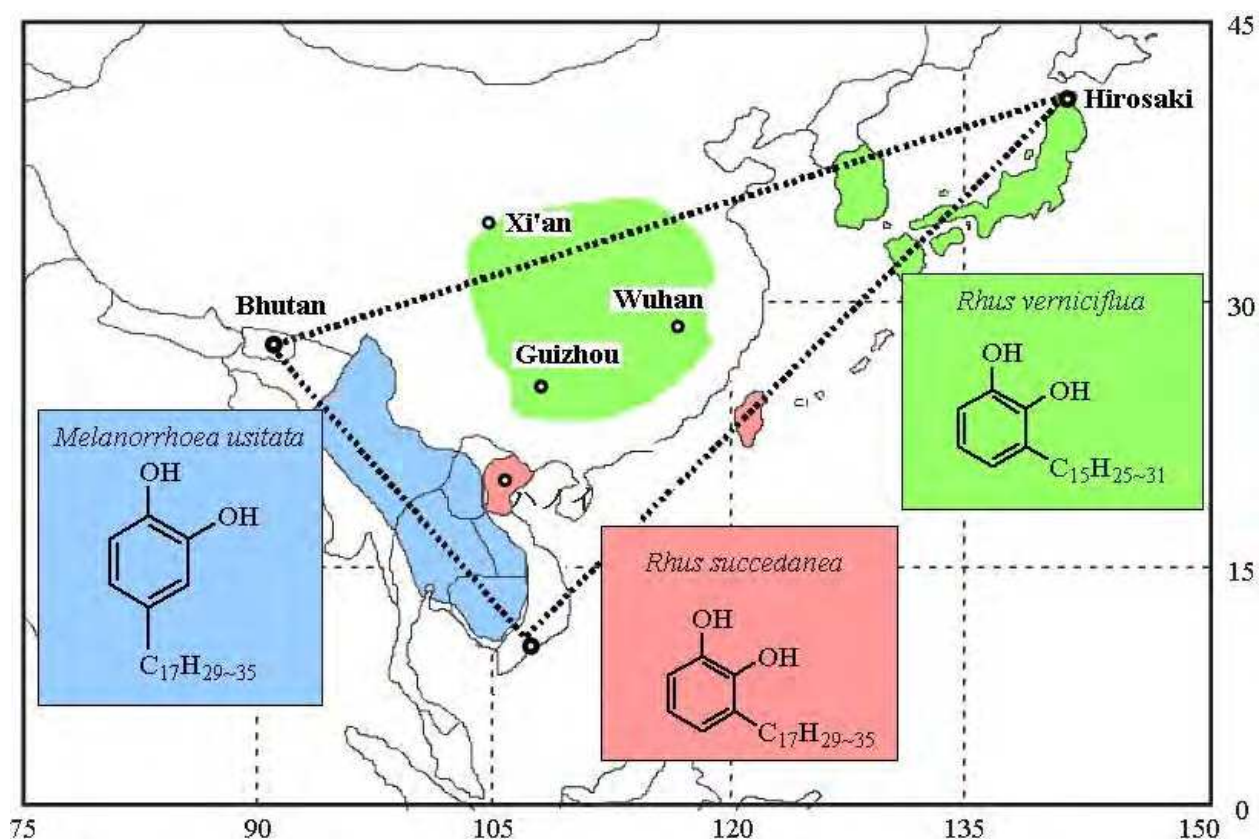 45
Hirosaki
Xi'an
30
Wuhan
Bhutan
Guizhou
Rhus verniciflua
OH
OH
C15H25~31
Melanorrhoea usitata
OH
OH
C17H29~35
Rhus succedanea
OH
OH
C17H29~35
15
0
75
90
105
120
135
150